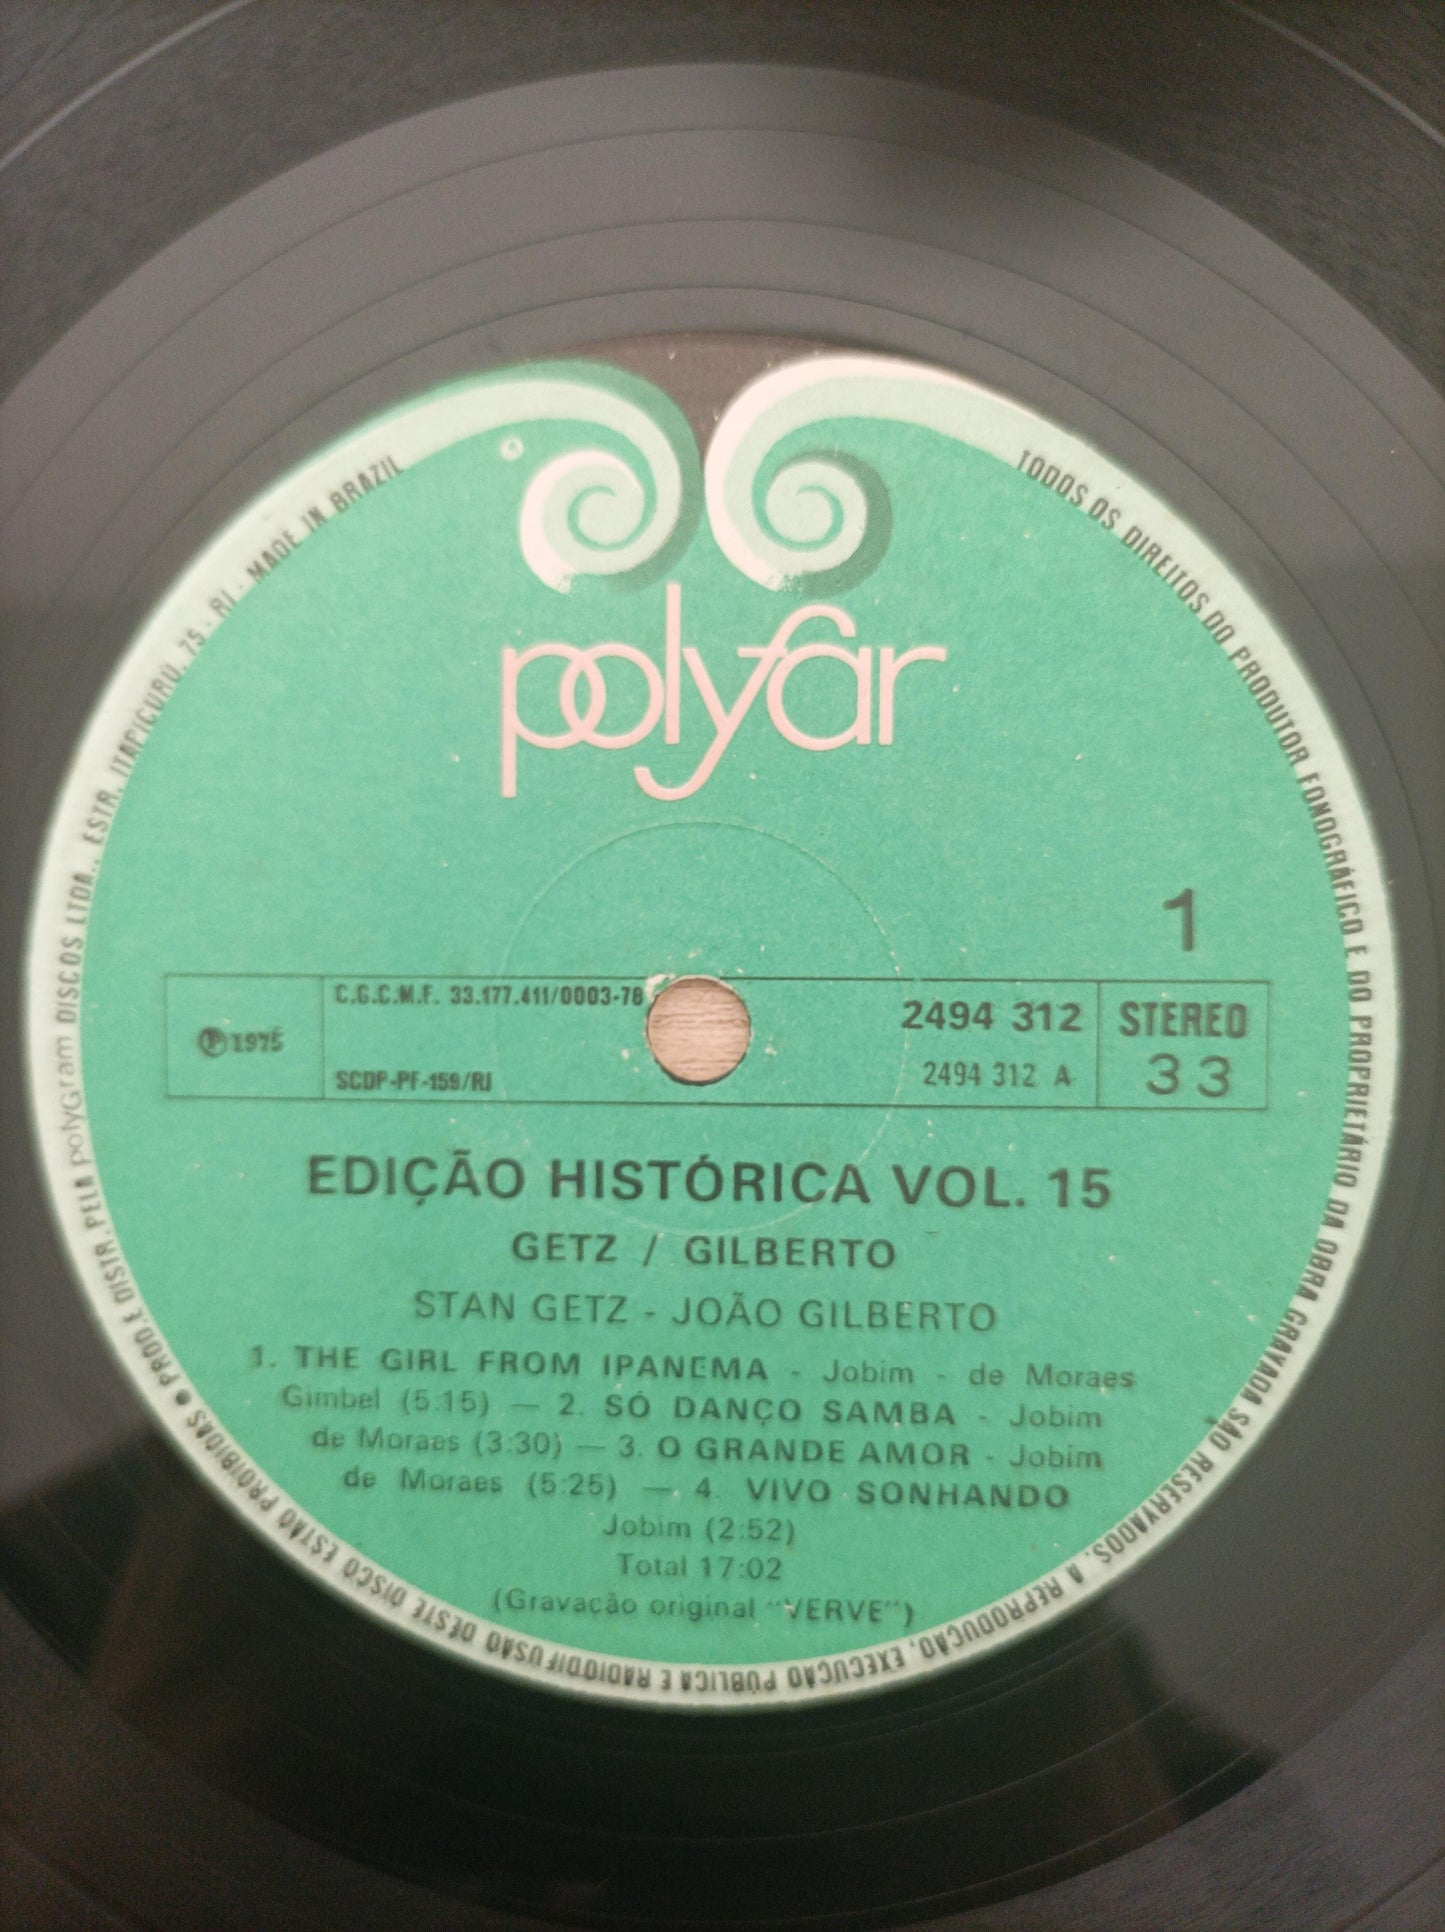 polyfar
1
℗ 1975
C.G.C.M.F. 33.177.411/0003-78
SCDP-PF-159/RJ
2494 312
2494 312 A
STEREO
33
EDIÇÃO HISTÓRICA VOL. 15
GETZ / GILBERTO
STAN GETZ - JOÃO GILBERTO
1. THE GIRL FROM IPANEMA - Jobim - de Moraes
Gimbel (5:15) — 2. SÓ DANÇO SAMBA - Jobim
de Moraes (3:30) — 3. O GRANDE AMOR - Jobim
de Moraes (5:25) — 4. VIVO SONHANDO
Jobim (2:52)
Total 17:02
(Gravação original "VERVE")
TODOS OS DIREITOS DO PRODUTOR FONOGRÁFICO E DO PROPRIETÁRIO DA OBRA GRAVADA SÃO RESERVADOS. A REPRODUÇÃO, EXECUÇÃO PÚBLICA E RADIODIFUSÃO DÊSTE DISCO ESTÃO PROIBIDAS • PROD. E DISTR. PELA polyGram DISCOS LTDA., ESTR. ITAPICURÚ, 75 - RJ - MADE IN BRAZIL